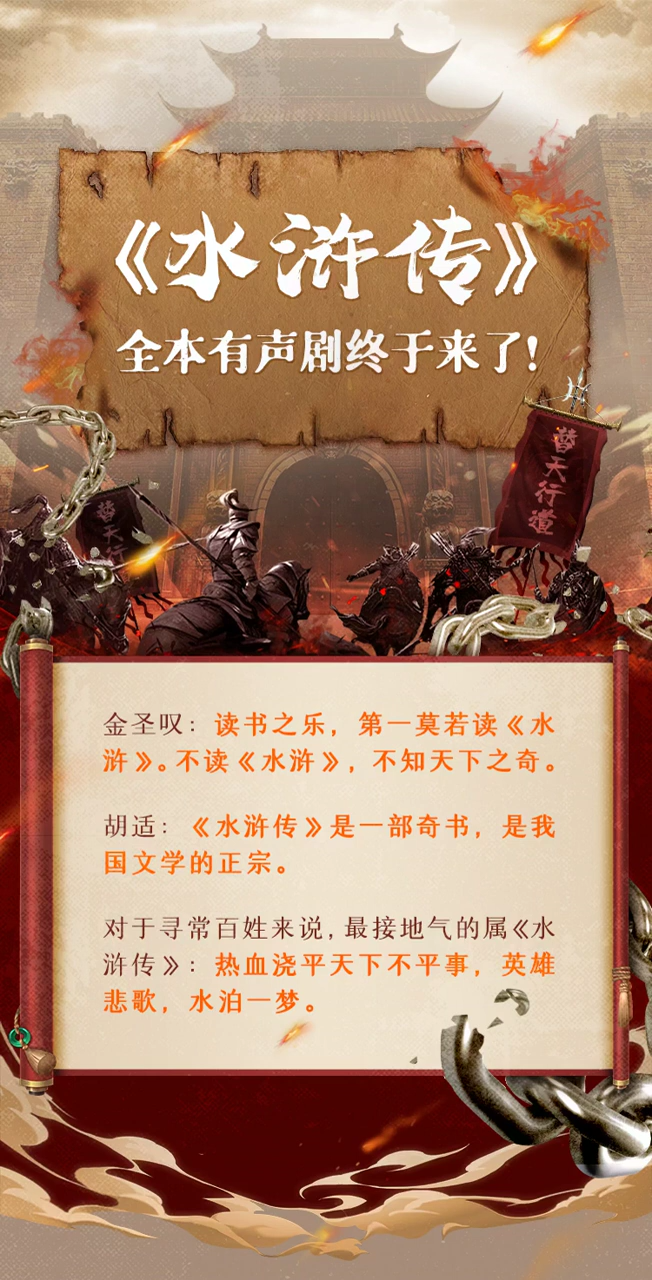 《水浒传》
全本有声剧终于来了!
替天行道
替天行
金圣叹：读书之乐，第一莫若读《水
浒》。不读《水浒》，不知天下之奇。
胡适：《水浒传》是一部奇书，是我
国文学的正宗。
对于寻常百姓来说，最接地气的属《水
浒传》：热血浇平天下不平事，英雄
悲歌，水泊一梦。